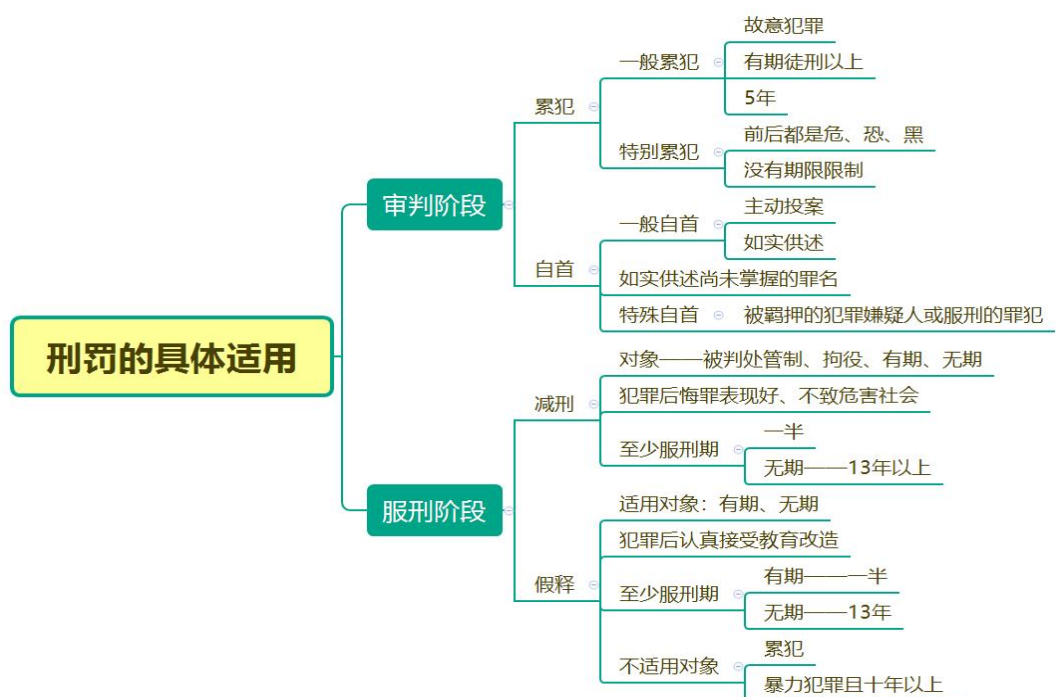 刑罚的具体适用
审判阶段
累犯
一般累犯
故意犯罪
有期徒刑以上
5年
特别累犯
前后都是危、恐、黑
没有期限限制
自首
一般自首
主动投案
如实供述
如实供述尚未掌握的罪名
特殊自首
被羁押的犯罪嫌疑人或服刑的罪犯
服刑阶段
减刑
对象——被判处管制、拘役、有期、无期
犯罪后悔罪表现好、不致危害社会
至少服刑期
一半
无期——13年以上
假释
适用对象：有期、无期
犯罪后认真接受教育改造
至少服刑期
有期——一半
无期——13年
不适用对象
累犯
暴力犯罪且十年以上